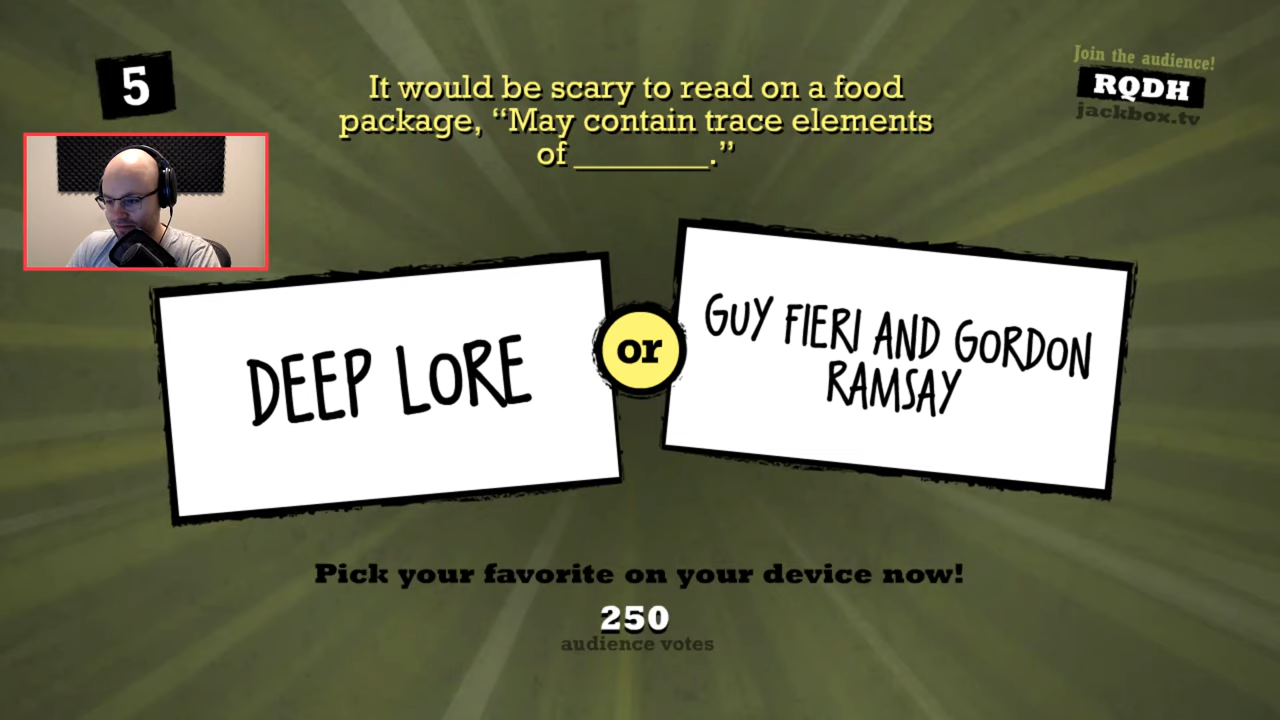 5
Join the audience!
RQDH
jackbox.tv
It would be scary to read on a food
package, “May contain trace elements
of ________.”
DEEP LORE
or
GUY FIERI AND GORDON
RAMSAY
Pick your favorite on your device now!
250
audience votes